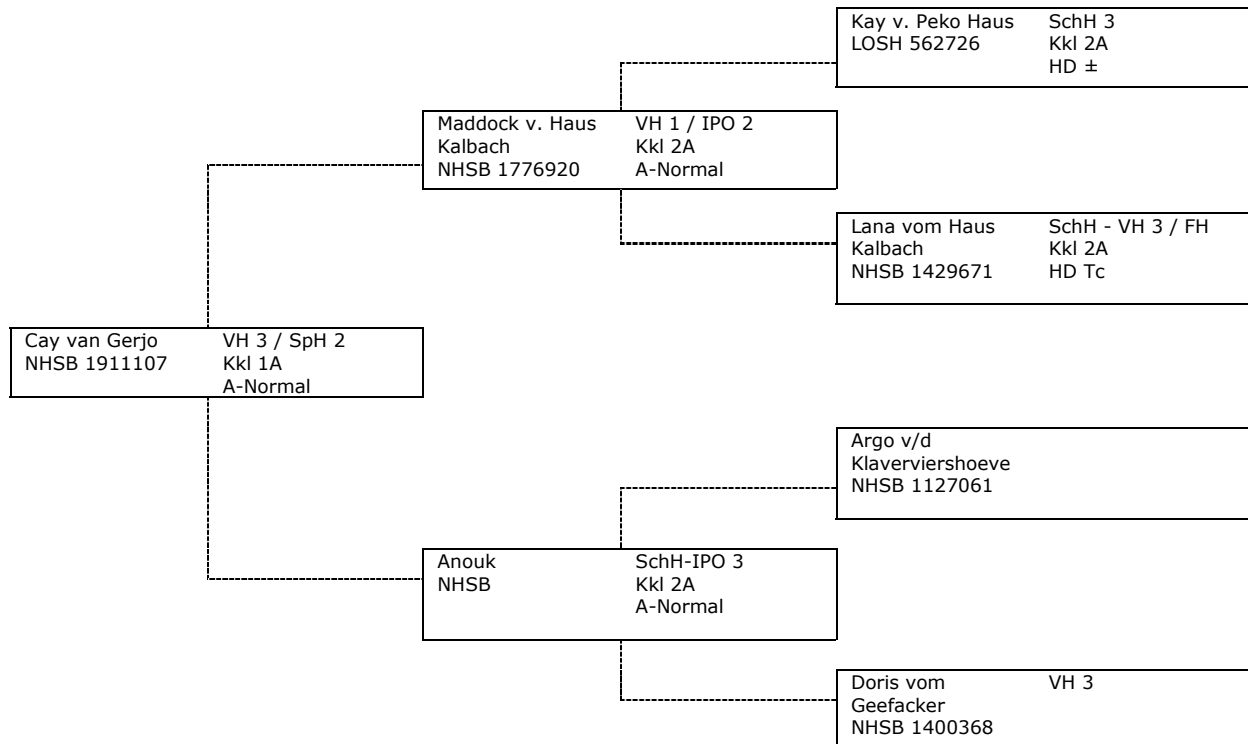 Kay v. Peko Haus SchH 3
LOSH 562726 Kkl 2A
HD ±
Maddock v. Haus VH 1 / IPO 2
Kalbach Kkl 2A
NHSB 1776920 A-Normal
Lana vom Haus SchH - VH 3 / FH
Kalbach Kkl 2A
NHSB 1429671 HD Tc
Cay van Gerjo VH 3 / SpH 2
NHSB 1911107 Kkl 1A
A-Normal
Argo v/d
Klaverviershoeve
NHSB 1127061
Anouk SchH-IPO 3
NHSB Kkl 2A
A-Normal
Doris vom VH 3
Geefacker
NHSB 1400368